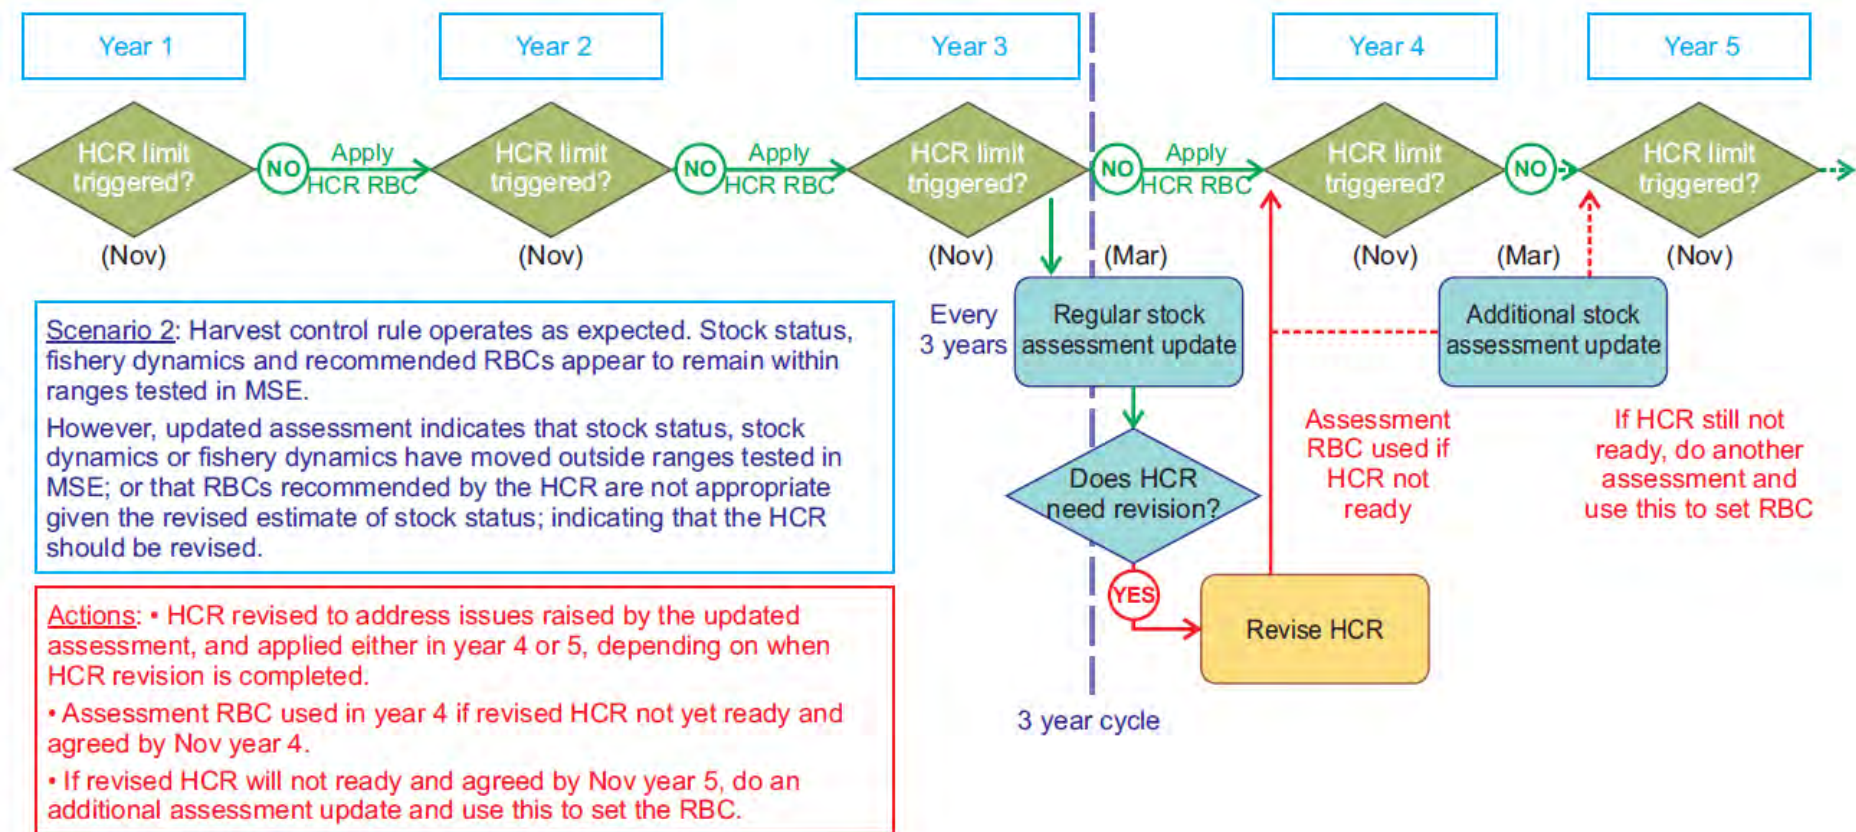 Year 1
Year 2
Year 3
Year 4
Year 5
HCR limit
triggered?
NO
Apply
HCR RBC
HCR limit
triggered?
NO
Apply
HCR RBC
HCR limit
triggered?
NO
Apply
HCR RBC
HCR limit
triggered?
NO
HCR limit
triggered?
(Nov)
(Nov)
(Nov)
(Mar)
(Nov)
(Mar)
(Nov)
Scenario 2: Harvest control rule operates as expected. Stock status,
fishery dynamics and recommended RBCs appear to remain within
ranges tested in MSE.
However, updated assessment indicates that stock status, stock
dynamics or fishery dynamics have moved outside ranges tested in
MSE; or that RBCs recommended by the HCR are not appropriate
given the revised estimate of stock status; indicating that the HCR
should be revised.
Every
3 years
Regular stock
assessment update
Additional stock
assessment update
Does HCR
need revision?
Assessment
RBC used if
HCR not
ready
If HCR still not
ready, do another
assessment and
use this to set RBC
YES
Revise HCR
3 year cycle
Actions: • HCR revised to address issues raised by the updated
assessment, and applied either in year 4 or 5, depending on when
HCR revision is completed.
• Assessment RBC used in year 4 if revised HCR not yet ready and
agreed by Nov year 4.
• If revised HCR will not ready and agreed by Nov year 5, do an
additional assessment update and use this to set the RBC.